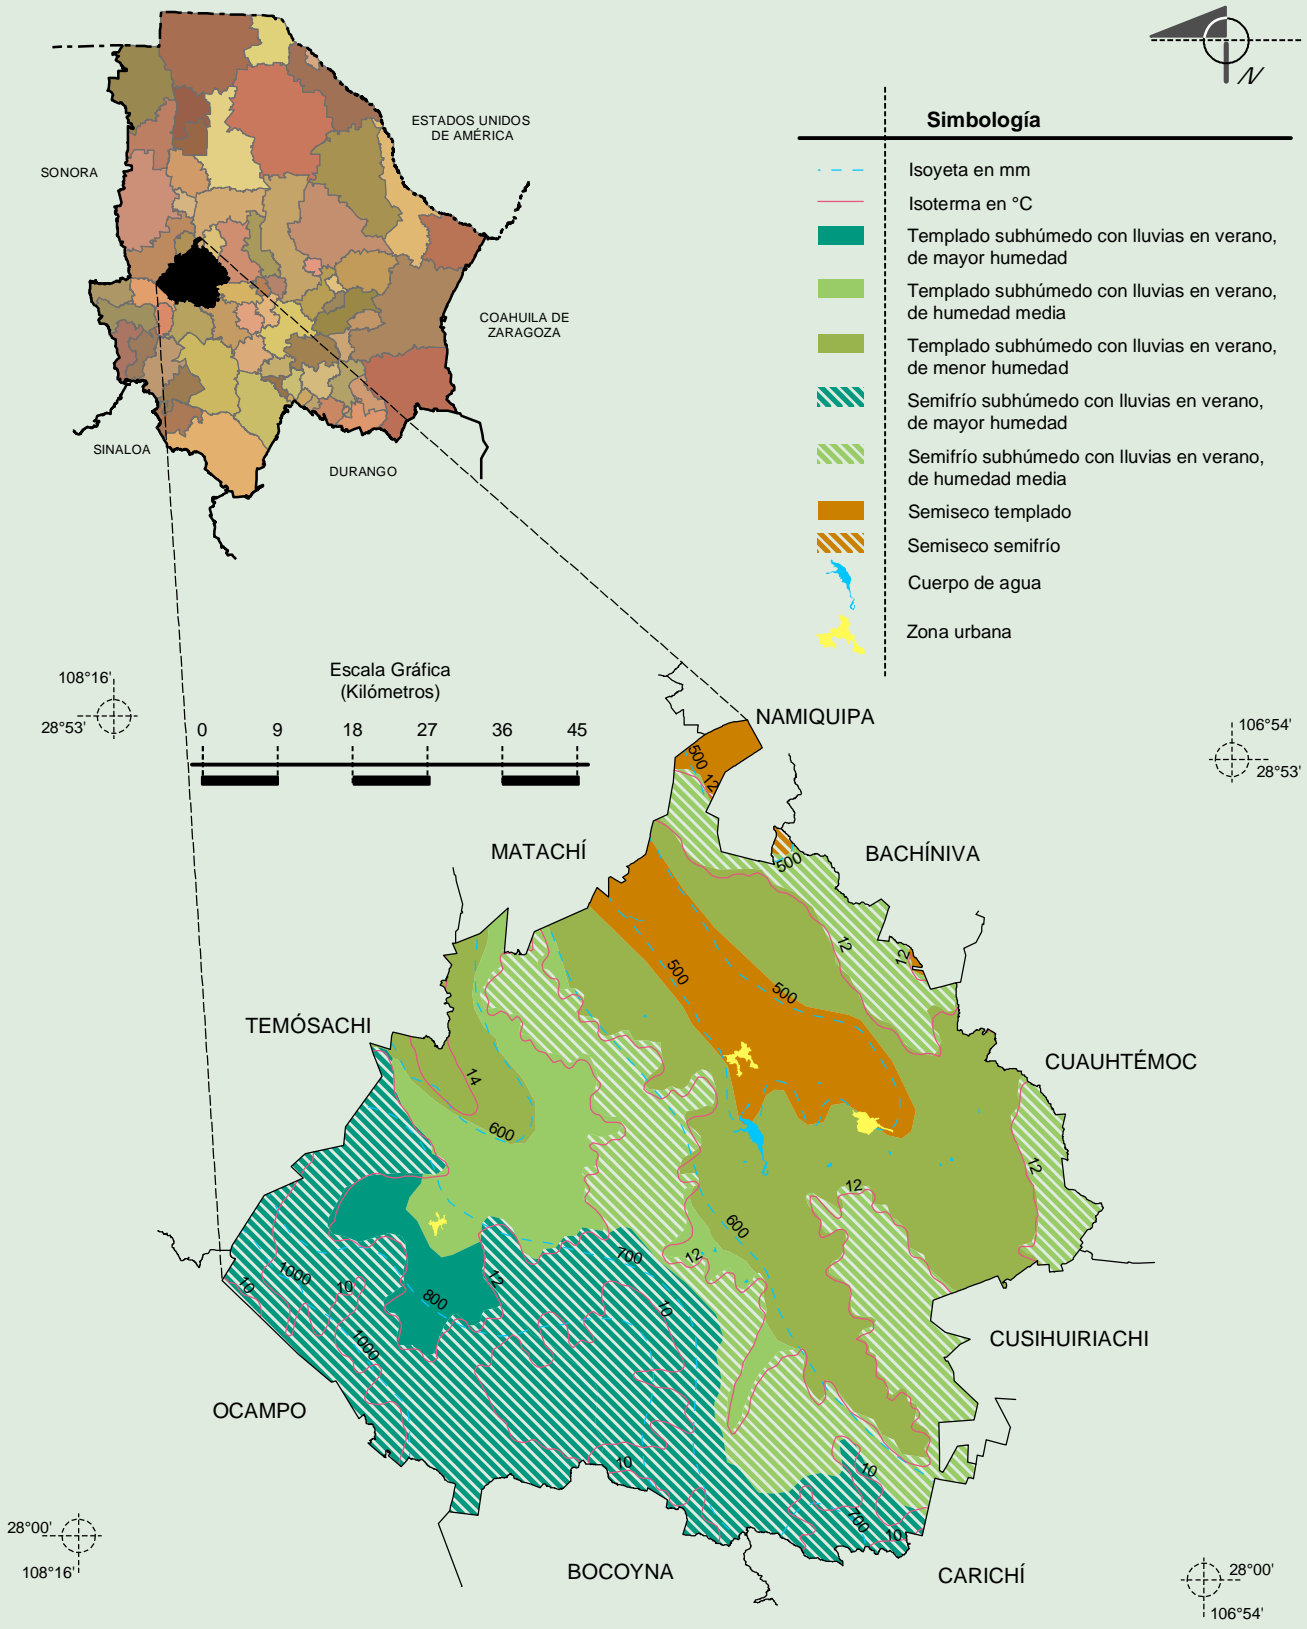 ESTADOS UNIDOS
DE AMÉRICA
SONORA
COAHUILA DE
ZARAGOZA
SINALOA
DURANGO
N
Simbología
Isoyeta en mm
Isoterma en °C
Templado subhúmedo con lluvias en verano,
de mayor humedad
Templado subhúmedo con lluvias en verano,
de humedad media
Templado subhúmedo con lluvias en verano,
de menor humedad
Semifrío subhúmedo con lluvias en verano,
de mayor humedad
Semifrío subhúmedo con lluvias en verano,
de humedad media
Semiseco templado
Semiseco semifrío
Cuerpo de agua
Zona urbana
Escala Gráfica
(Kilómetros)
0 9 18 27 36 45
108°16'
28°53'
106°54'
28°53'
NAMIQUIPA
500
12
MATACHÍ
500
BACHÍNIVA
12
12
500
500
TEMÓSACHI
CUAUHTÉMOC
14
600
12
12
600
12
700
1000
10
10
12
800
10
1000
CUSIHUIRIACHI
OCAMPO
10
10
700
10
BOCOYNA
CARICHÍ
28°00'
108°16'
28°00'
106°54'